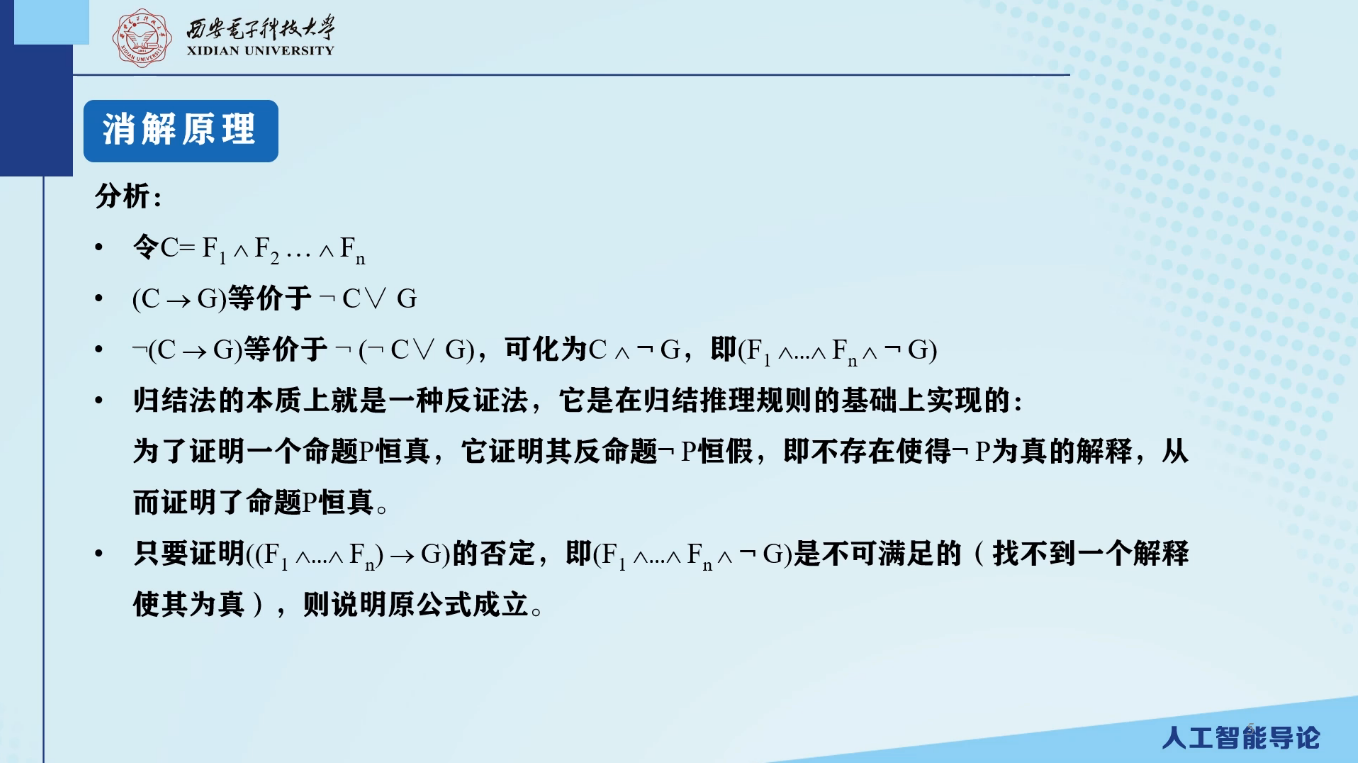 西安电子科技大学
XIDIAN UNIVERSITY
消解原理
分析：
• 令C= F₁ ∧ F₂ … ∧ Fₙ
• (C → G)等价于 ¬ C∨ G
• ¬(C → G)等价于 ¬ (¬ C∨ G)，可化为C ∧ ¬ G，即(F₁ ∧...∧ Fₙ ∧ ¬ G)
• 归结法的本质上就是一种反证法，它是在归结推理规则的基础上实现的：
为了证明一个命题P恒真，它证明其反命题¬ P恒假，即不存在使得¬ P为真的解释，从
而证明了命题P恒真。
• 只要证明((F₁ ∧...∧ Fₙ) → G)的否定，即(F₁ ∧...∧ Fₙ ∧ ¬ G)是不可满足的（找不到一个解释
使其为真），则说明原公式成立。
人工智能导论